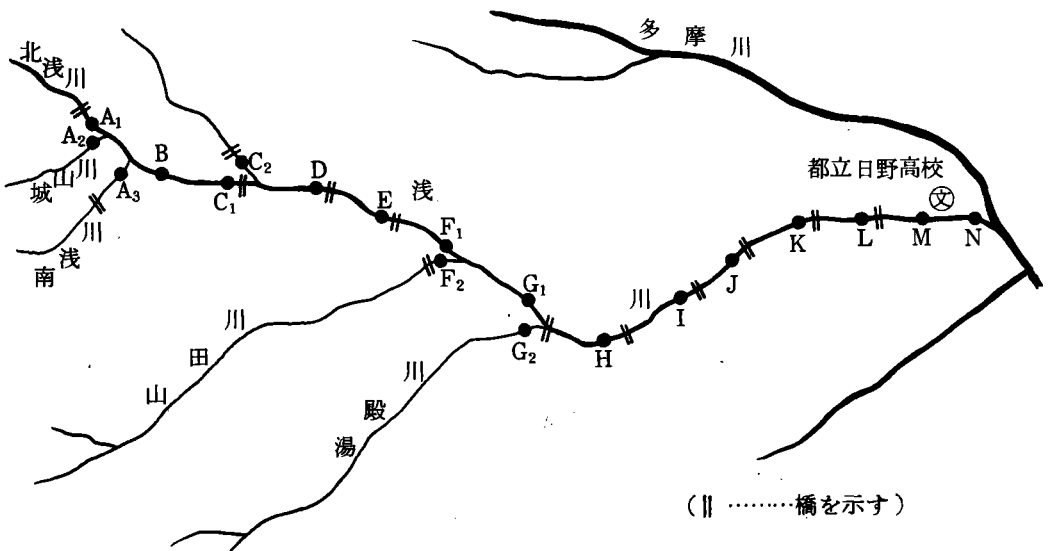 多摩川
北浅川
A₁
A₂
城山川
A₃
南浅川
B
C₂
C₁
D
浅川
E
F₁
F₂
都立日野高校
文
K
L
M
N
J
I
G₁
G₂
H
山田川
湯殿川
(‖ ………橋を示す)